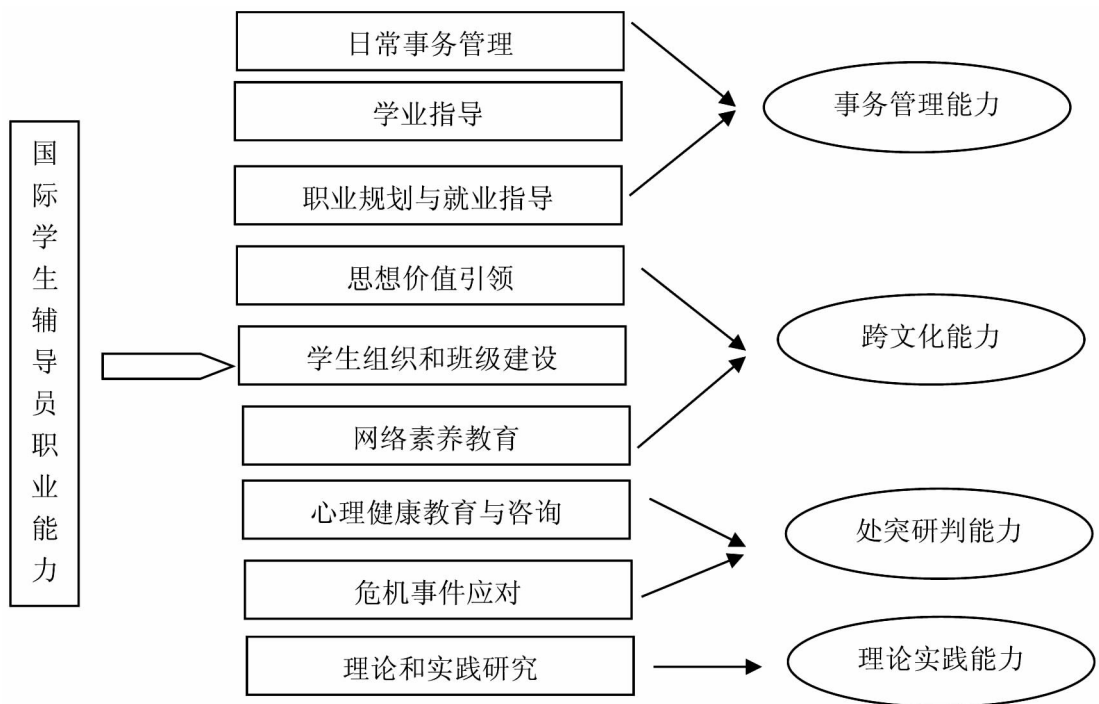 国际学生辅导员职业能力
日常事务管理
学业指导
职业规划与就业指导
思想价值引领
学生组织和班级建设
网络素养教育
心理健康教育与咨询
危机事件应对
理论和实践研究
事务管理能力
跨文化能力
处突研判能力
理论实践能力